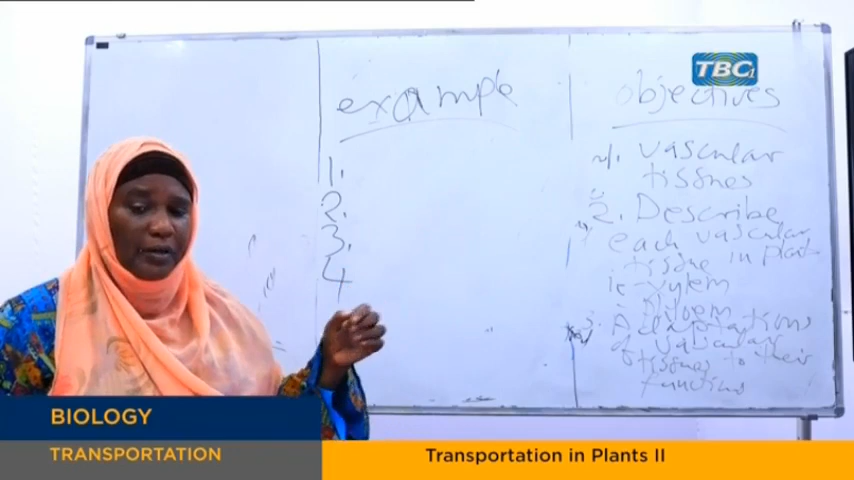 example
1.
2.
3.
4
TBC1
objectives
1. vascular
tissues
2. Describe
each vascular
tissue in plants
ie xylem
phloem
3. Adaptations
of vascular
tissues to their
functions
BIOLOGY
TRANSPORTATION
Transportation in Plants II